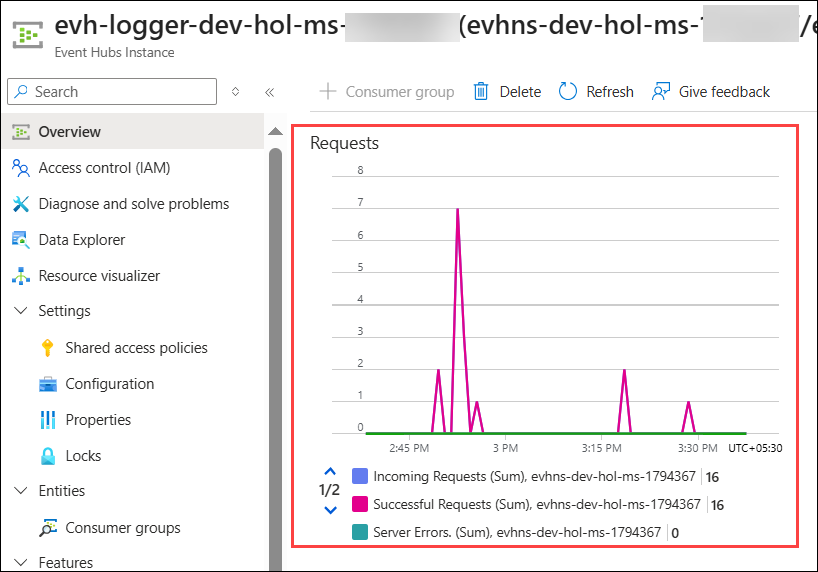 evh-logger-dev-hol-ms- (evhns-dev-hol-ms- /
Event Hubs Instance
Search
Consumer group Delete Refresh Give feedback
Overview
Access control (IAM)
Diagnose and solve problems
Data Explorer
Resource visualizer
Settings
Shared access policies
Configuration
Properties
Locks
Entities
Consumer groups
Features
Requests
8
7
6
5
4
3
2
1
0
2:45 PM 3 PM 3:15 PM 3:30 PM UTC+05:30
1/2
Incoming Requests (Sum), evhns-dev-hol-ms-1794367 16
Successful Requests (Sum), evhns-dev-hol-ms-1794367 16
Server Errors. (Sum), evhns-dev-hol-ms-1794367 0